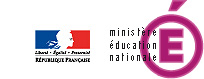 Liberté • Égalité • Fraternité
RÉPUBLIQUE FRANÇAISE
ministère
éducation
nationale
É